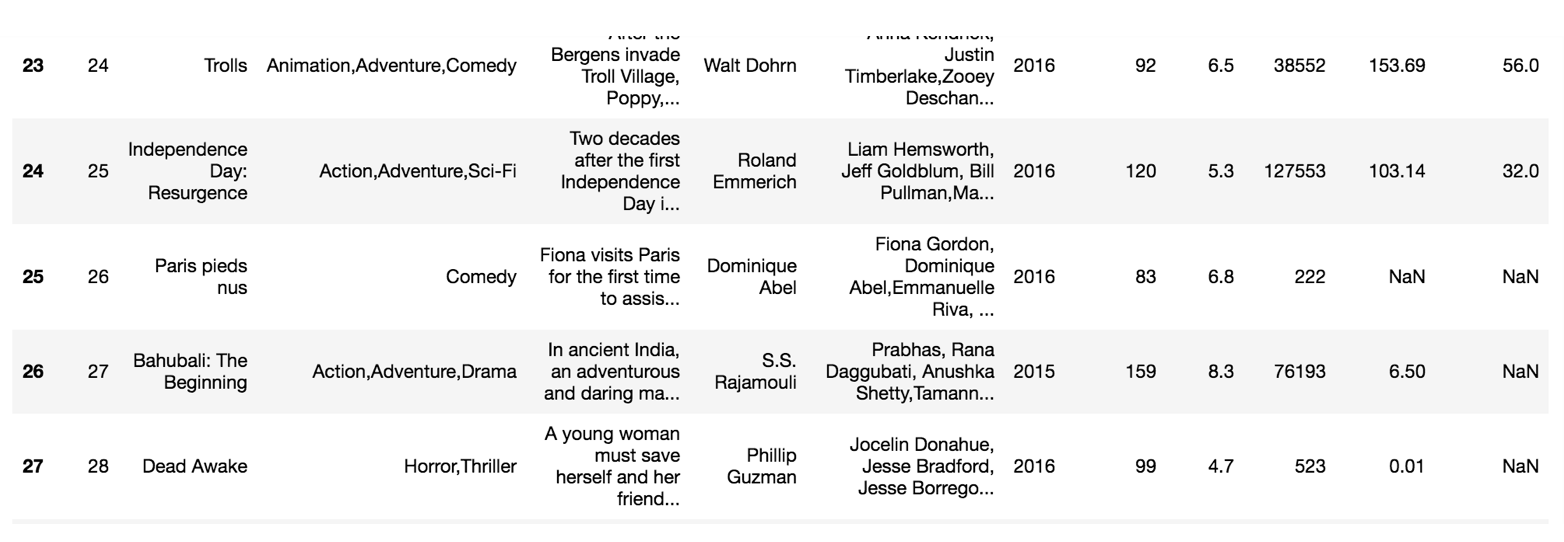 23 24 Trolls Animation,Adventure,Comedy After the Bergens invade Troll Village, Poppy,... Walt Dohrn Anna Kendrick, Justin Timberlake,Zooey Deschan... 2016 92 6.5 38552 153.69 56.0
24 25 Independence Day: Resurgence Action,Adventure,Sci-Fi Two decades after the first Independence Day i... Roland Emmerich Liam Hemsworth, Jeff Goldblum, Bill Pullman,Ma... 2016 120 5.3 127553 103.14 32.0
25 26 Paris pieds nus Comedy Fiona visits Paris for the first time to assis... Dominique Abel Fiona Gordon, Dominique Abel,Emmanuelle Riva, ... 2016 83 6.8 222 NaN NaN
26 27 Bahubali: The Beginning Action,Adventure,Drama In ancient India, an adventurous and daring ma... S.S. Rajamouli Prabhas, Rana Daggubati, Anushka Shetty,Tamann... 2015 159 8.3 76193 6.50 NaN
27 28 Dead Awake Horror,Thriller A young woman must save herself and her friend... Phillip Guzman Jocelin Donahue, Jesse Bradford, Jesse Borrego... 2016 99 4.7 523 0.01 NaN